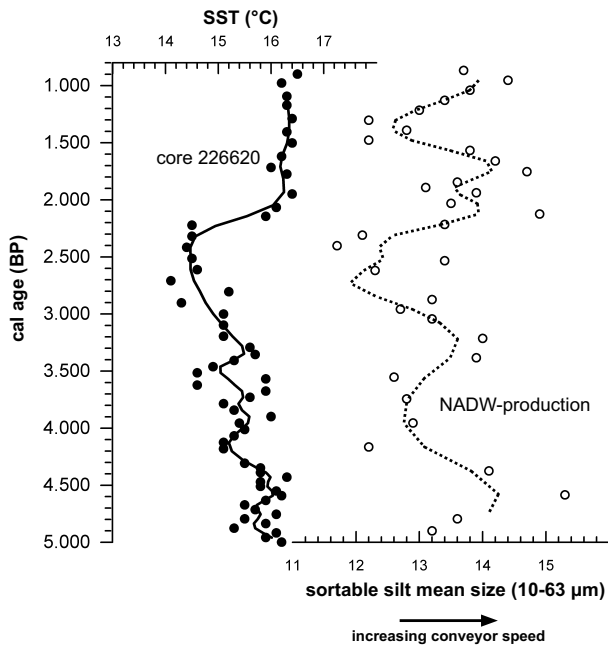 SST (°C)
13 14 15 16 17
cal age (BP)
1.000
1.500
2.000
2.500
3.000
3.500
4.000
4.500
5.000
core 226620
NADW-production
11 12 13 14 15
sortable silt mean size (10-63 µm)
increasing conveyor speed